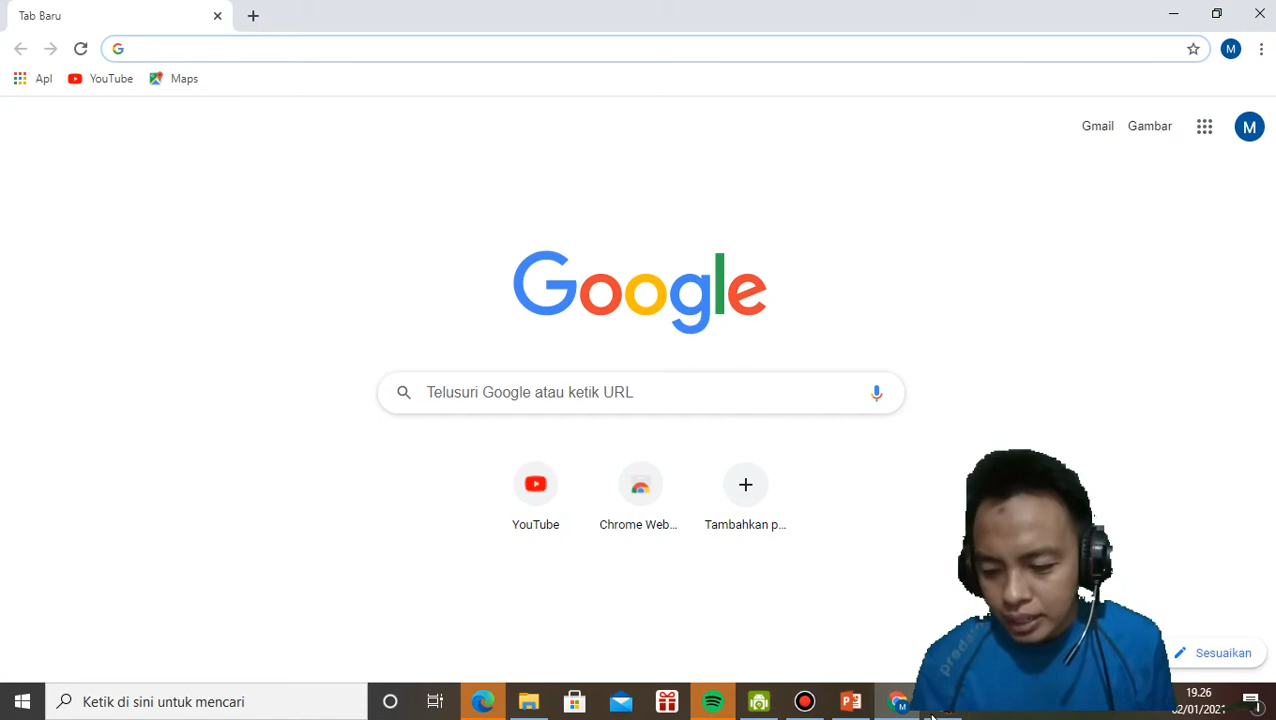 Tab Baru
Apl
YouTube
Maps
Gmail
Gambar
M
M
Google
Telusuri Google atau ketik URL
YouTube
Chrome Web...
Tambahkan p...
Sesuaikan
Ketik di sini untuk mencari
19.26